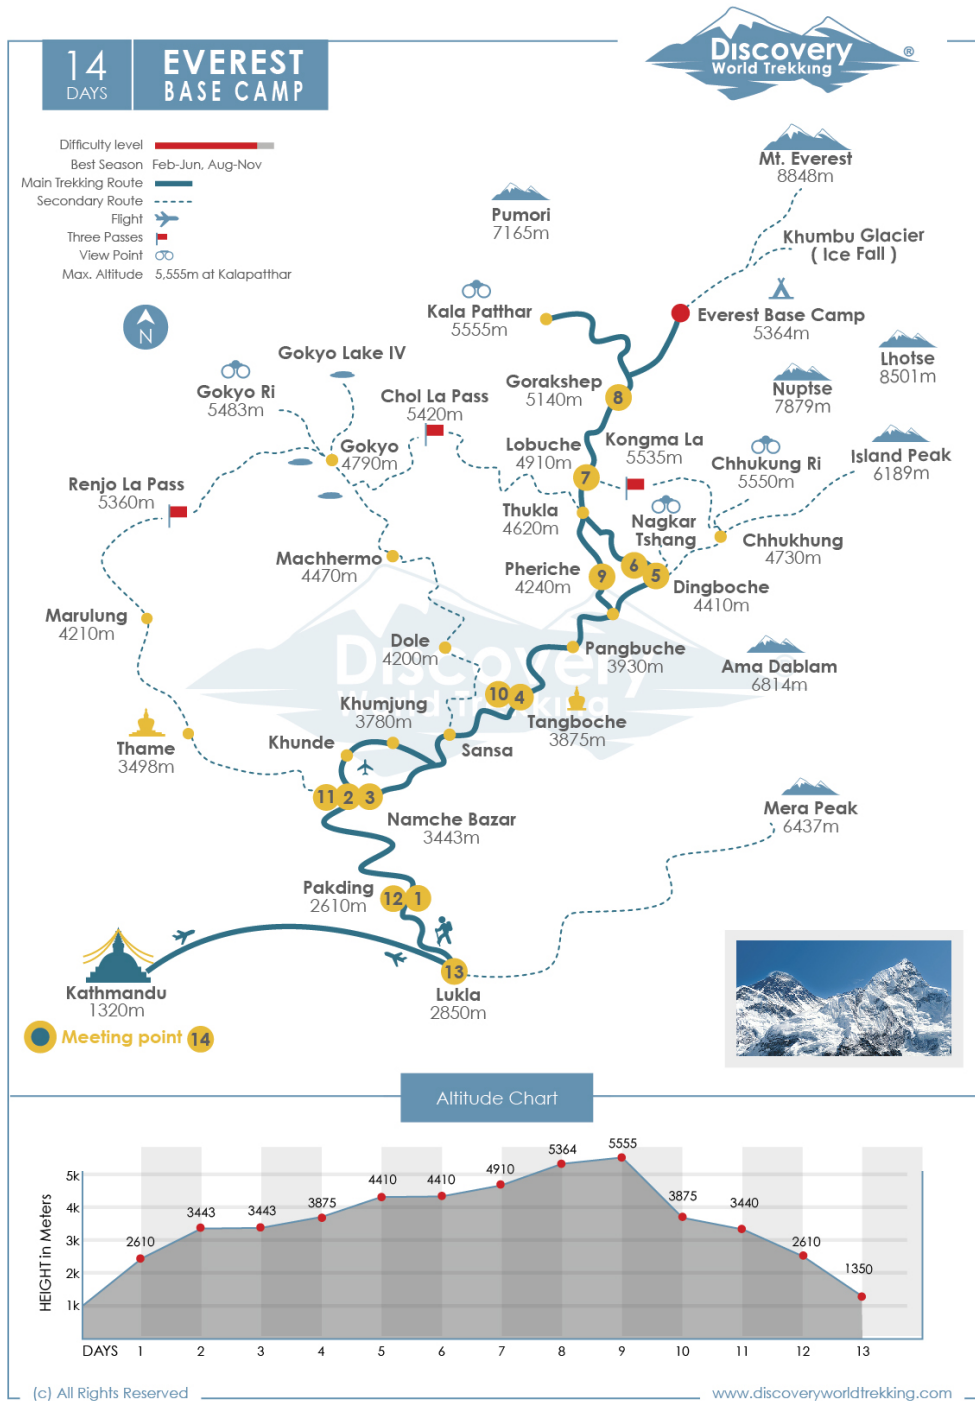 14
DAYS
EVEREST
BASE CAMP
Discovery
World Trekking
®
Difficulty level
Best Season Feb-Jun, Aug-Nov
Main Trekking Route
Secondary Route
Flight
Three Passes
View Point
Max. Altitude 5,555m at Kalapatthar
N
Mt. Everest
8848m
Pumori
7165m
Khumbu Glacier
( Ice Fall )
Kala Patthar
5555m
Everest Base Camp
5364m
Lhotse
8501m
Nuptse
7879m
Gokyo Lake IV
Gokyo Ri
5483m
Chol La Pass
5420m
Gorakshep
5140m
8
Gokyo
4790m
Lobuche
4910m
7
Kongma La
5535m
Chhukung Ri
5550m
Island Peak
6189m
Renjo La Pass
5360m
Thukla
4620m
Nagkar
Tshang
Chhukhung
4730m
Machhermo
4470m
Pheriche
4240m
9
6
5
Dingboche
4410m
Marulung
4210m
Dole
4200m
Discovery
World Trekking
Pangbuche
3930m
Ama Dablam
6814m
Khumjung
3780m
10
4
Tangboche
3875m
Khunde
Sansa
Thame
3498m
11
2
3
Namche Bazar
3443m
Mera Peak
6437m
Pakding
2610m
12
1
13
Kathmandu
1320m
Lukla
2850m
Meeting point 14
Altitude Chart
HEIGHT in Meters
5k
4k
3k
2k
1k
2610
3443
3443
3875
4410
4410
4910
5364
5555
3875
3440
2610
1350
DAYS 1 2 3 4 5 6 7 8 9 10 11 12 13
(c) All Rights Reserved
www.discoveryworldtrekking.com